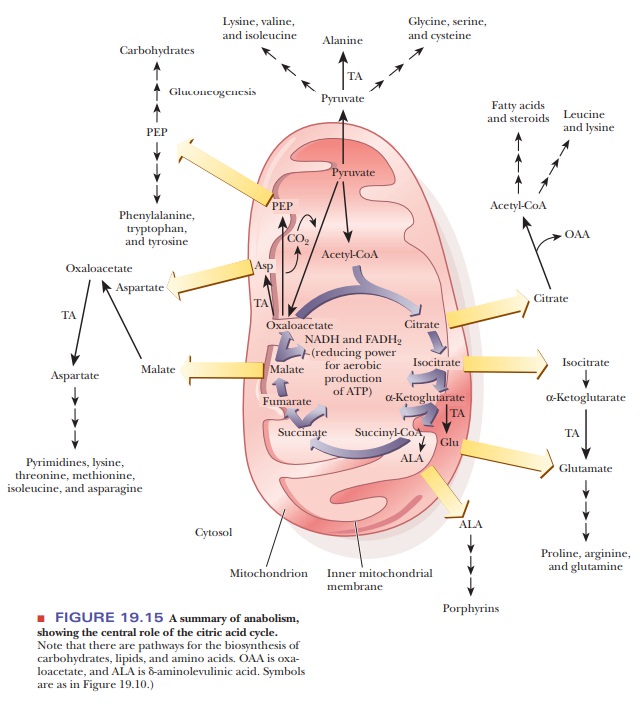 Lysine, valine,
and isoleucine
Alanine
Glycine, serine,
and cysteine
Carbohydrates
TA
Gluconeogenesis
Pyruvate
PEP
Fatty acids
and steroids
Leucine
and lysine
Pyruvate
Phenylalanine,
tryptophan,
and tyrosine
PEP
Acetyl-CoA
CO2
OAA
Acetyl-CoA
Asp
Oxaloacetate
Aspartate
TA
Citrate
TA
Oxaloacetate
Citrate
NADH and FADH2
(reducing power
for aerobic
production
of ATP)
Isocitrate
Isocitrate
Malate
Malate
Aspartate
Fumarate
α-Ketoglutarate
α-Ketoglutarate
TA
TA
Succinate
Succinyl-CoA
Glu
ALA
Glutamate
Pyrimidines, lysine,
threonine, methionine,
isoleucine, and asparagine
ALA
Cytosol
Proline, arginine,
and glutamine
Mitochondrion
Inner mitochondrial
membrane
Porphyrins
FIGURE 19.15 A summary of anabolism,
showing the central role of the citric acid cycle.
Note that there are pathways for the biosynthesis of
carbohydrates, lipids, and amino acids. OAA is oxa-
loacetate, and ALA is δ-aminolevulinic acid. Symbols
are as in Figure 19.10.)